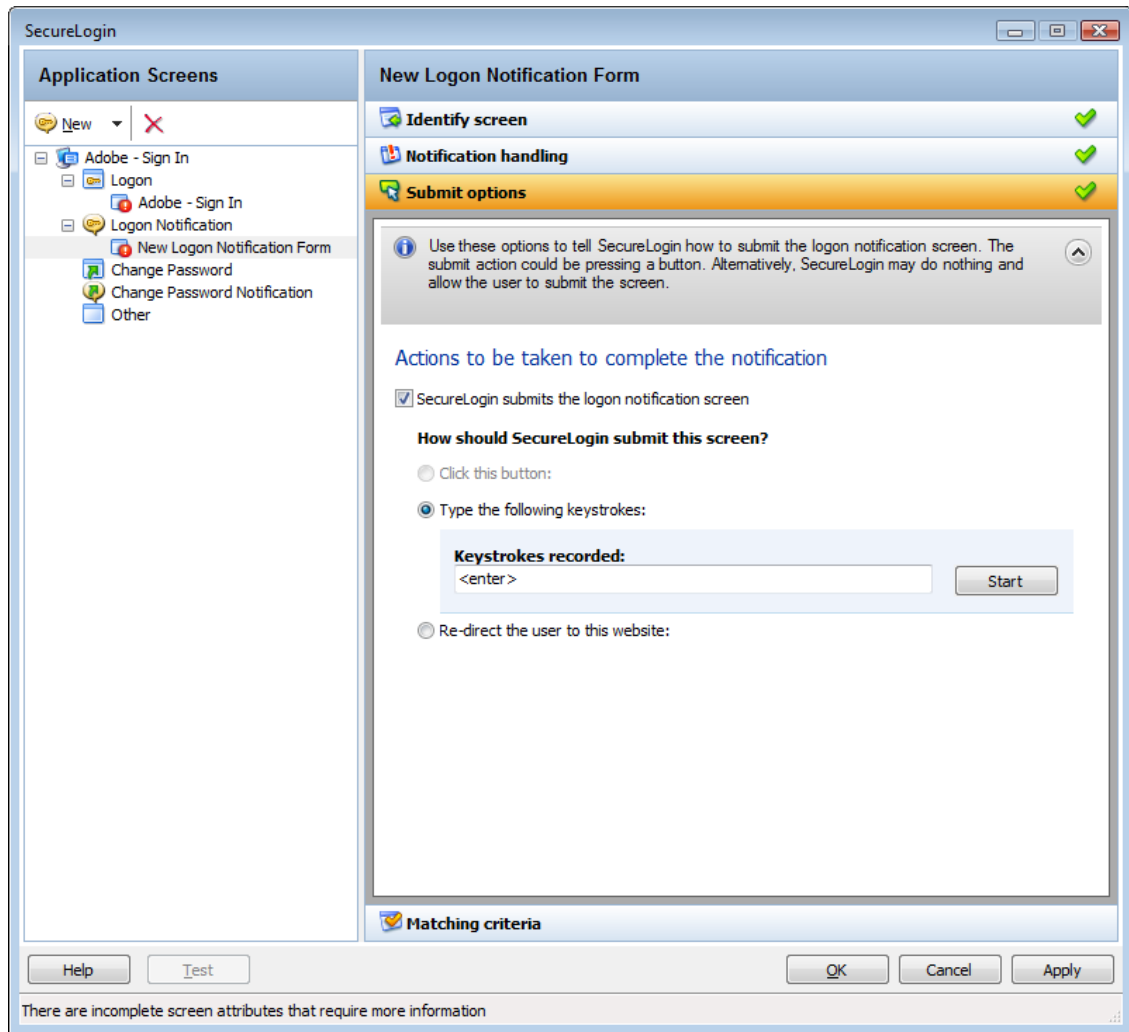 SecureLogin
Application Screens
New
Adobe - Sign In
Logon
Adobe - Sign In
Logon Notification
New Logon Notification Form
Change Password
Change Password Notification
Other
New Logon Notification Form
Identify screen
Notification handling
Submit options
Use these options to tell SecureLogin how to submit the logon notification screen. The
submit action could be pressing a button. Alternatively, SecureLogin may do nothing and
allow the user to submit the screen.
Actions to be taken to complete the notification
SecureLogin submits the logon notification screen
How should SecureLogin submit this screen?
Click this button:
Type the following keystrokes:
Keystrokes recorded:
<enter>
Start
Re-direct the user to this website:
Matching criteria
Help
Test
OK
Cancel
Apply
There are incomplete screen attributes that require more information